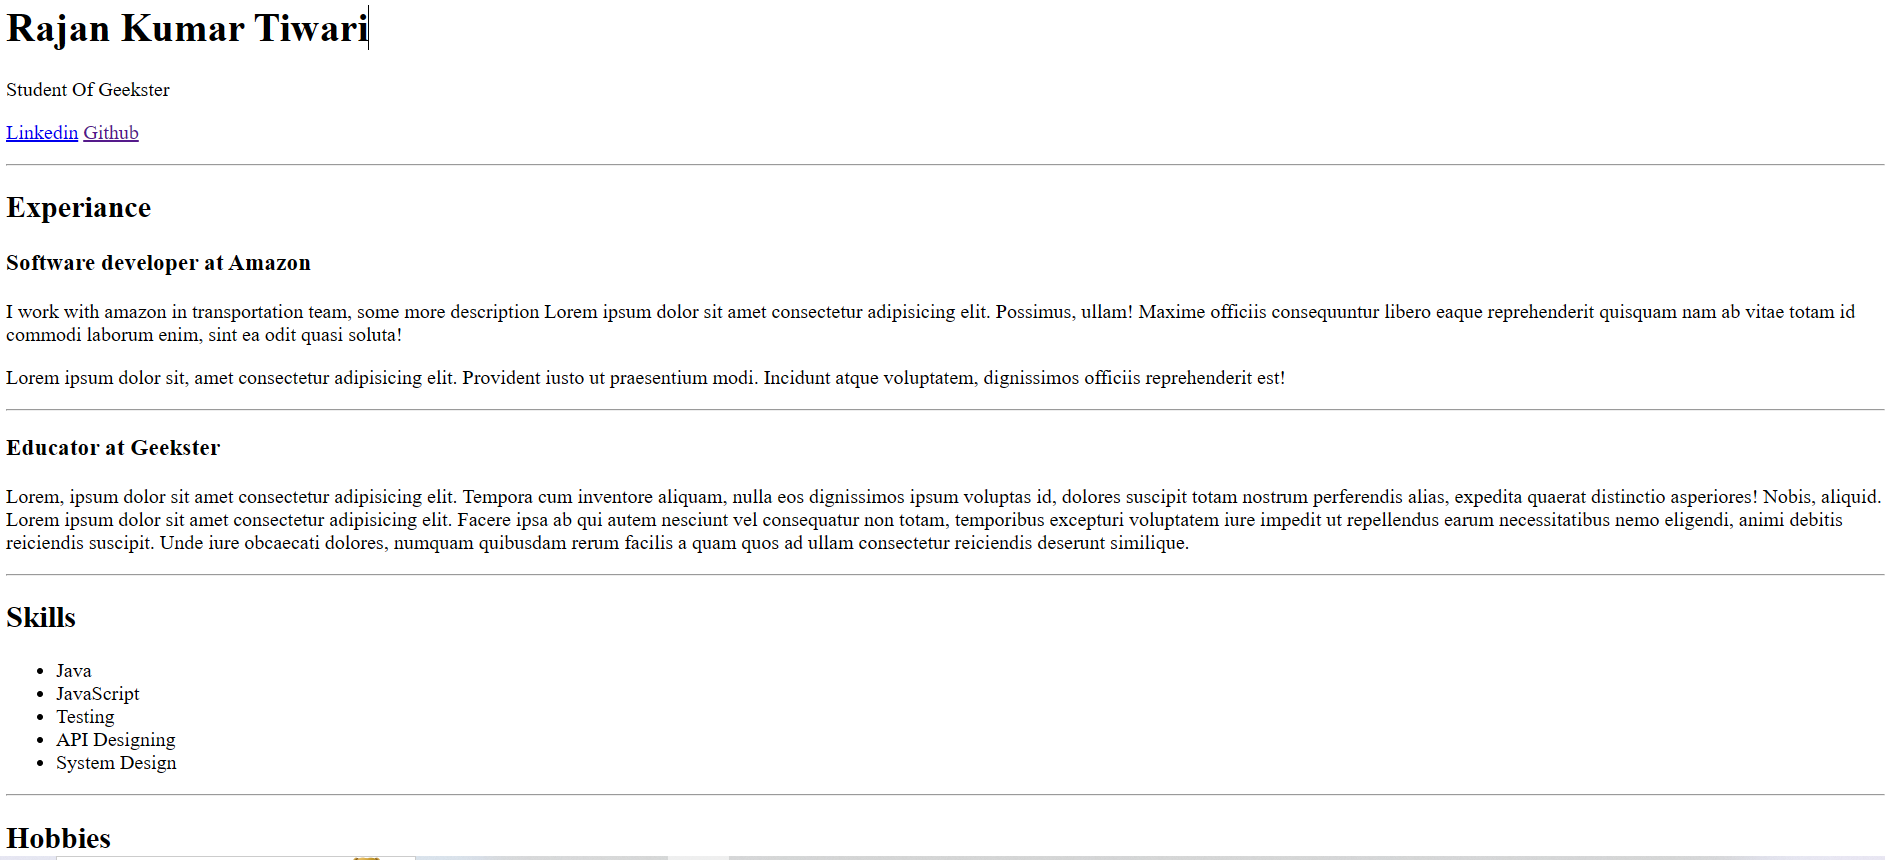 Rajan Kumar Tiwari
Student Of Geekster
Linkedin Github
Experiance
Software developer at Amazon
I work with amazon in transportation team, some more description Lorem ipsum dolor sit amet consectetur adipisicing elit. Possimus, ullam! Maxime officiis consequuntur libero eaque reprehenderit quisquam nam ab vitae totam id
commodi laborum enim, sint ea odit quasi soluta!
Lorem ipsum dolor sit, amet consectetur adipisicing elit. Provident iusto ut praesentium modi. Incidunt atque voluptatem, dignissimos officiis reprehenderit est!
Educator at Geekster
Lorem, ipsum dolor sit amet consectetur adipisicing elit. Tempora cum inventore aliquam, nulla eos dignissimos ipsum voluptas id, dolores suscipit totam nostrum perferendis alias, expedita quaerat distinctio asperiores! Nobis, aliquid.
Lorem ipsum dolor sit amet consectetur adipisicing elit. Facere ipsa ab qui autem nesciunt vel consequatur non totam, temporibus excepturi voluptatem iure impedit ut repellendus earum necessitatibus nemo eligendi, animi debitis
reiciendis suscipit. Unde iure obcaecati dolores, numquam quibusdam rerum facilis a quam quos ad ullam consectetur reiciendis deserunt similique.
Skills
• Java
• JavaScript
• Testing
• API Designing
• System Design
Hobbies